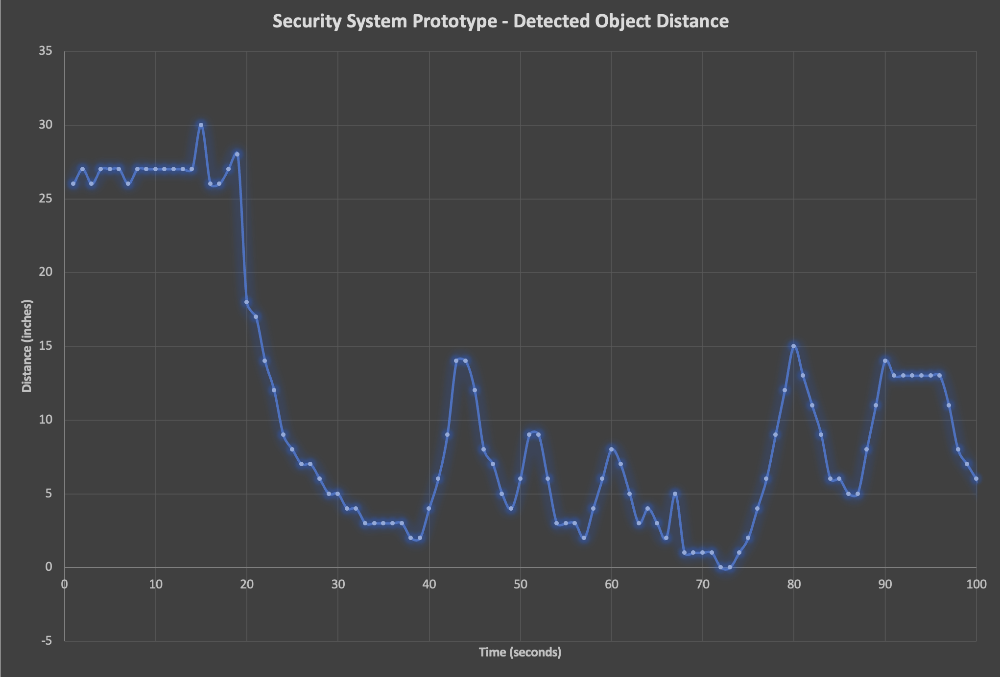 Security System Prototype - Detected Object Distance
35
30
25
20
15
10
5
0
-5
Distance (inches)
0 10 20 30 40 50 60 70 80 90 100
Time (seconds)